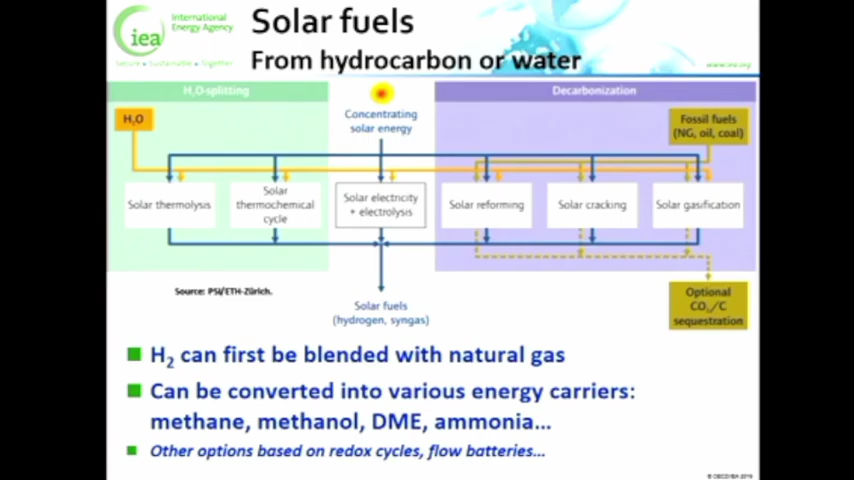 iea
International
Energy Agency
Secure • Sustainable • Together
Solar fuels
From hydrocarbon or water
www.iea.org
H₂O-splitting
Decarbonization
H₂O
Concentrating
solar energy
Fossil fuels
(NG, oil, coal)
Solar thermolysis
Solar
thermochemical
cycle
Solar electricity
+ electrolysis
Solar reforming
Solar cracking
Solar gasification
Source: PSI/ETH-Zürich.
Solar fuels
(hydrogen, syngas)
Optional
CO₂/C
sequestration
H₂ can first be blended with natural gas
Can be converted into various energy carriers:
methane, methanol, DME, ammonia…
Other options based on redox cycles, flow batteries…
© OECD/IEA